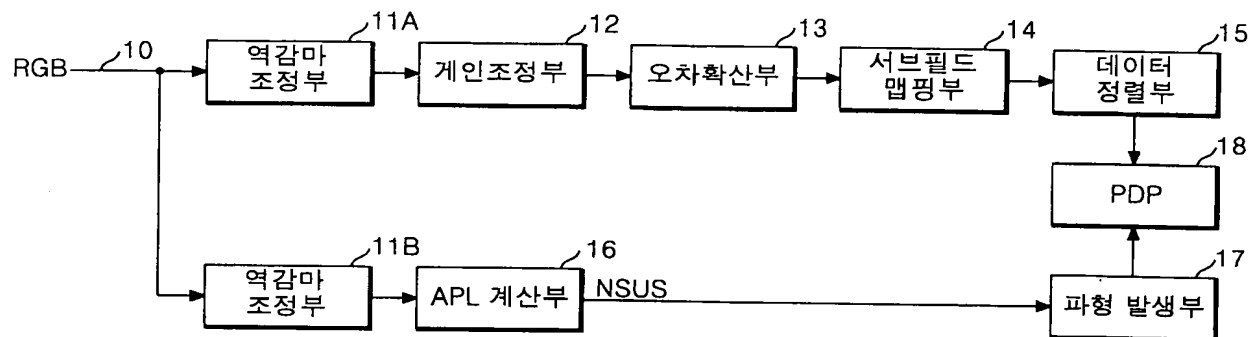 RGB
10
11A
역감마
조정부
12
게인조정부
13
오차확산부
14
서브필드
맵핑부
15
데이터
정렬부
18
PDP
11B
역감마
조정부
16
APL 계산부
NSUS
17
파형 발생부